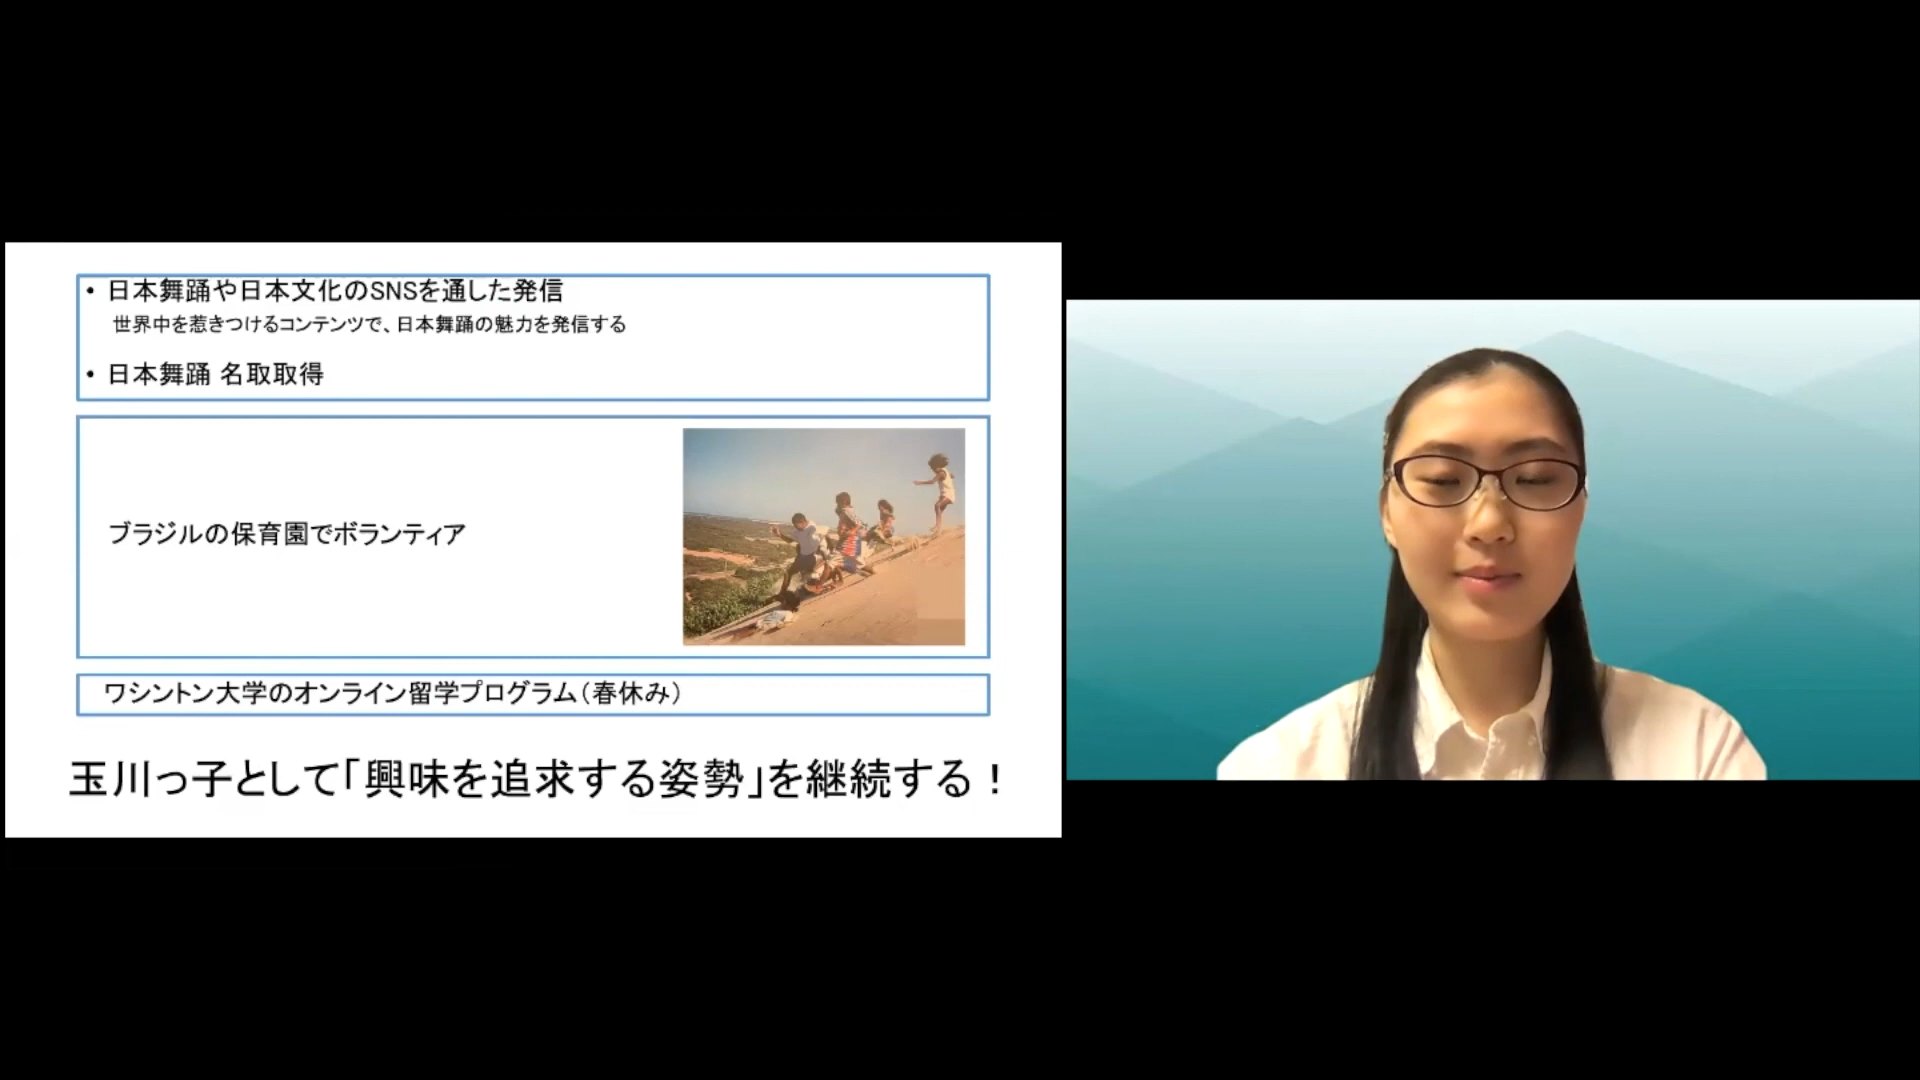 • 日本舞踊や日本文化のSNSを通した発信
世界中を惹きつけるコンテンツで、日本舞踊の魅力を発信する
• 日本舞踊 名取取得
ブラジルの保育園でボランティア
ワシントン大学のオンライン留学プログラム（春休み）
玉川っ子として「興味を追求する姿勢」を継続する！